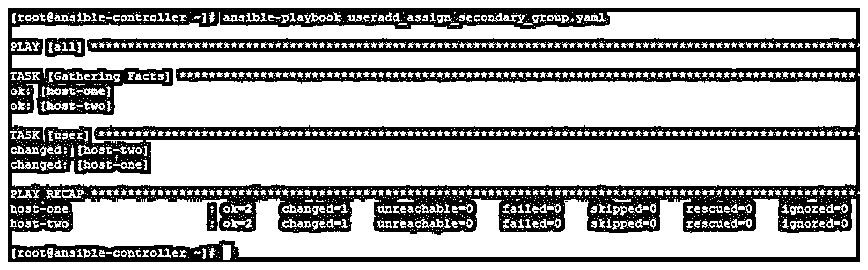 [root@ansible-controller ~]# ansible-playbook useradd_assign_secondary_group.yaml
PLAY [all] ****************************************************************************************************
TASK [Gathering Facts] ****************************************************************************************
ok: [host-one]
ok: [host-two]
TASK [user] ***************************************************************************************************
changed: [host-two]
changed: [host-one]
PLAY RECAP ****************************************************************************************************
host-one : ok=2 changed=1 unreachable=0 failed=0 skipped=0 rescued=0 ignored=0
host-two : ok=2 changed=1 unreachable=0 failed=0 skipped=0 rescued=0 ignored=0
[root@ansible-controller ~]#